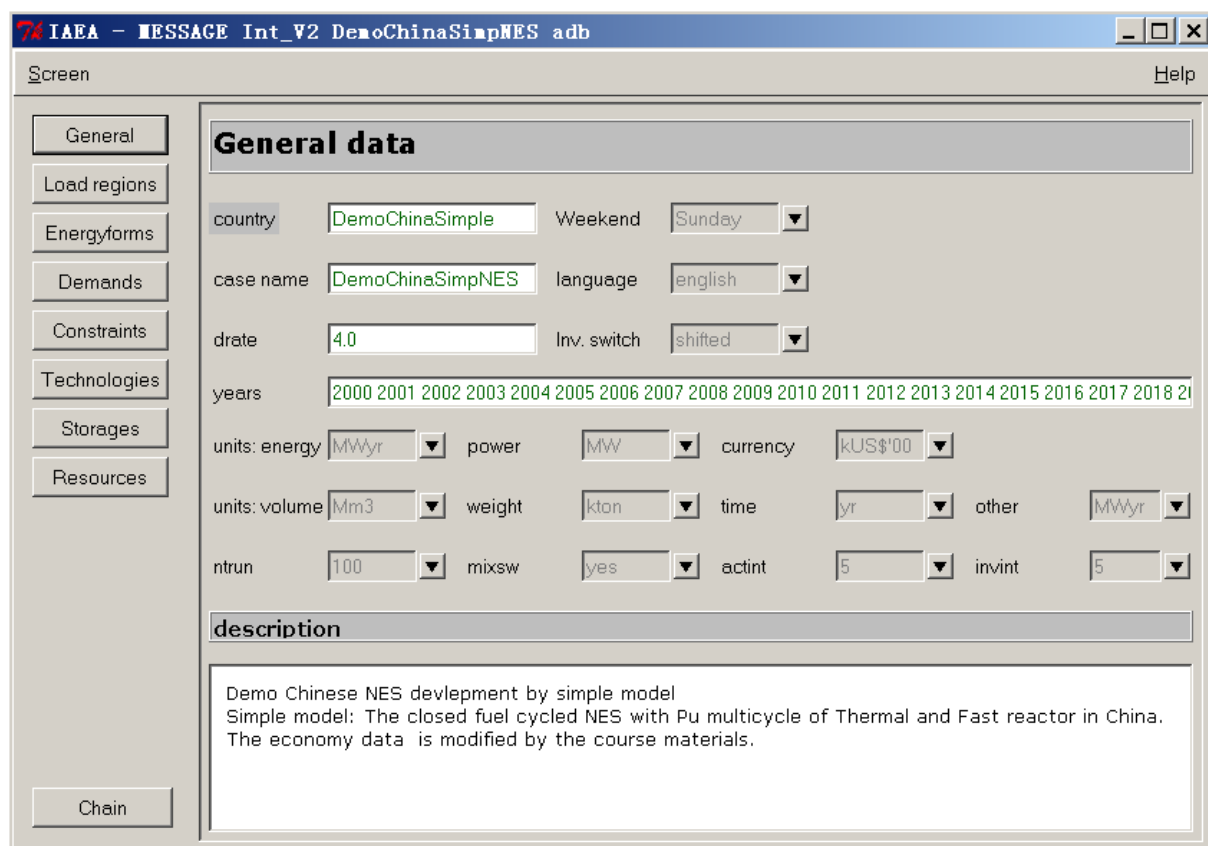 IAEA - MESSAGE Int_V2 DemoChinaSimpNES adb
Screen Help
General
Load regions
Energyforms
Demands
Constraints
Technologies
Storages
Resources
Chain
General data
country DemoChinaSimple Weekend Sunday
case name DemoChinaSimpNES language english
drate 4.0 Inv. switch shifted
years 2000 2001 2002 2003 2004 2005 2006 2007 2008 2009 2010 2011 2012 2013 2014 2015 2016 2017 2018
units: energy MWyr power MW currency kUS$'00
units: volume Mm3 weight kton time yr other MWyr
ntrun 100 mixsw yes actint 5 invint 5
description
Demo Chinese NES devlepment by simple model
Simple model: The closed fuel cycled NES with Pu multicycle of Thermal and Fast reactor in China.
The economy data is modified by the course materials.